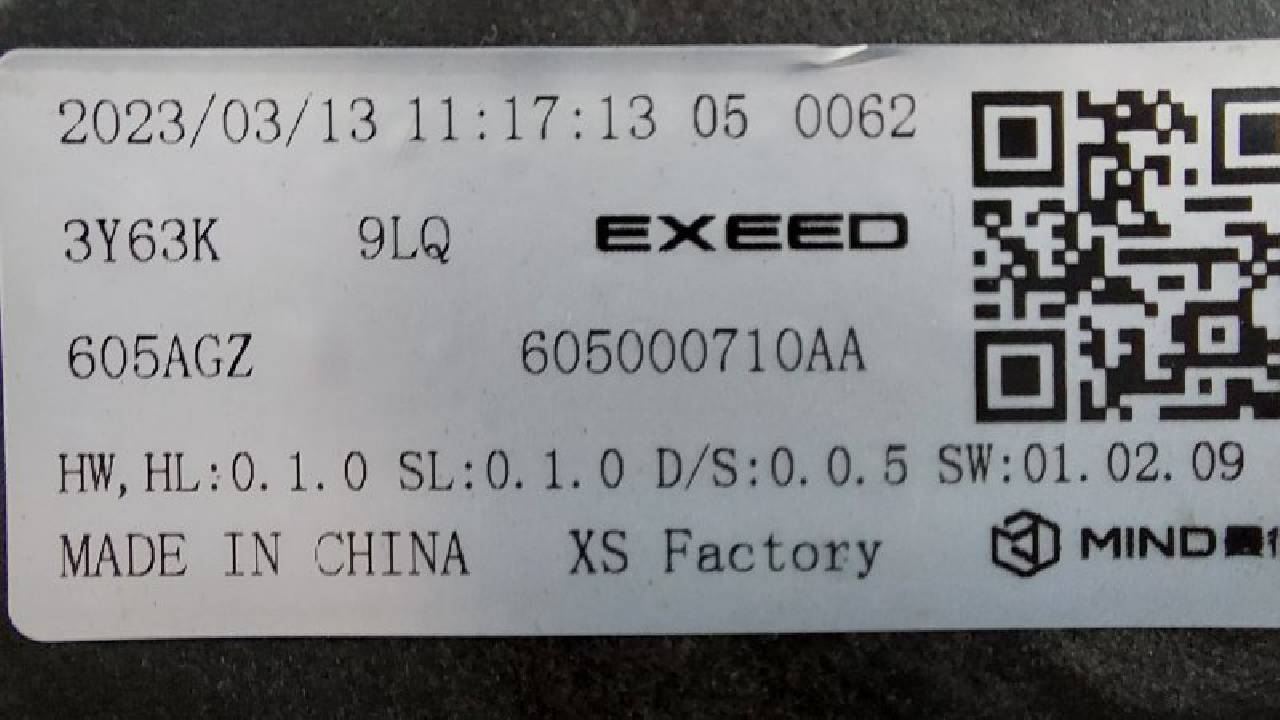 2023/03/13 11:17:13 05 0062
3Y63K 9LQ EXEED
605AGZ 605000710AA
HW,HL:0.1.0 SL:0.1.0 D/S:0.0.5 SW:01.02.09
MADE IN CHINA XS Factory MIND